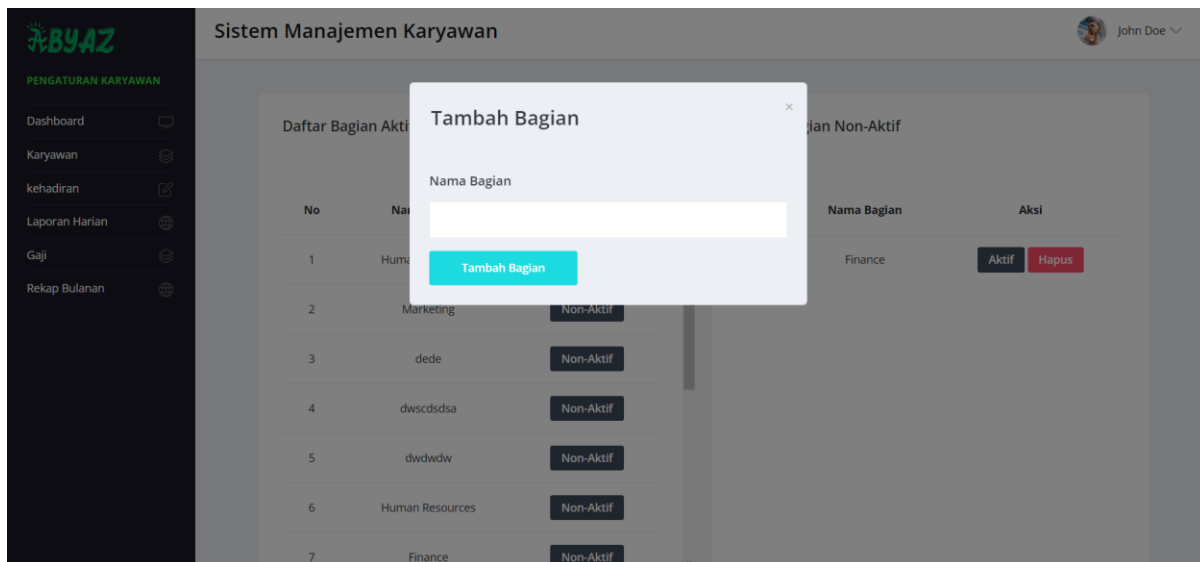 ABYAZ
Sistem Manajemen Karyawan
John Doe
PENGATURAN KARYAWAN
Dashboard
Karyawan
kehadiran
Laporan Harian
Gaji
Rekap Bulanan
Tambah Bagian
×
Nama Bagian
Tambah Bagian
Daftar Bagian Akti
No
1
2 Marketing Non-Aktif
3 dede Non-Aktif
4 dwscdsdsa Non-Aktif
5 dwdwdw Non-Aktif
6 Human Resources Non-Aktif
7 Finance Non-Aktif
Non-Aktif
Nama Bagian Aksi
Finance Aktif Hapus